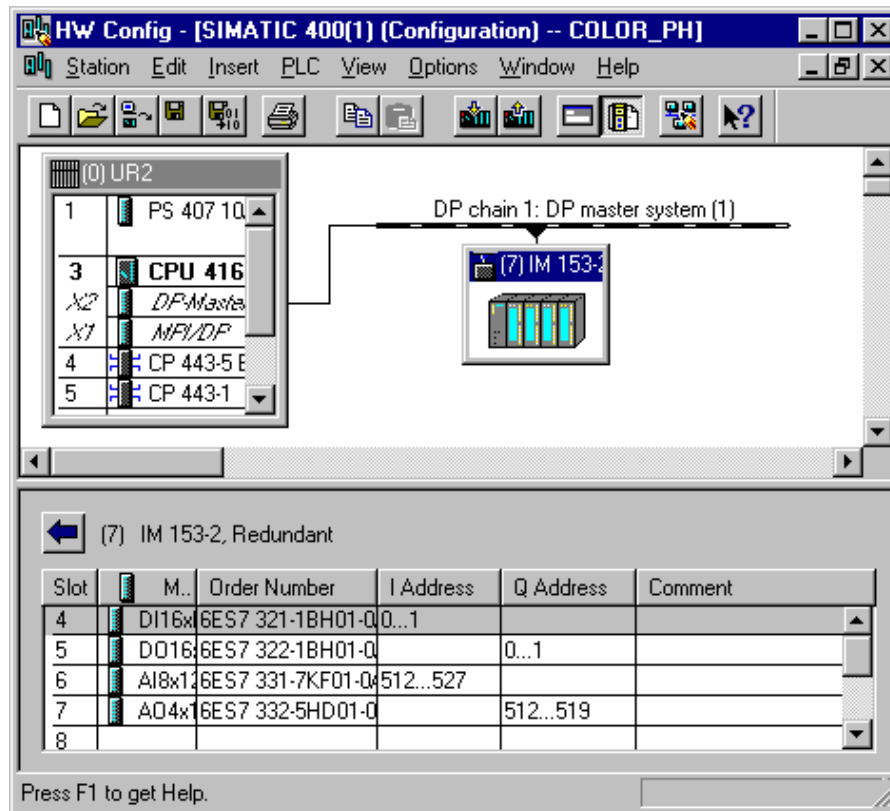 HW Config - [SIMATIC 400(1) (Configuration) -- COLOR_PH]
Station Edit Insert PLC View Options Window Help
(0) UR2
1 PS 407 10
3 CPU 416
X2 DP-Master
X1 MPI/DP
4 CP 443-5 E
5 CP 443-1
DP chain 1: DP master system (1)
(7) IM 153-2
(7) IM 153-2, Redundant
Slot M.. Order Number I Address Q Address Comment
4 DI16x 6ES7 321-1BH01-0 0...1
5 DO16 6ES7 322-1BH01-0 0...1
6 AI8x12 6ES7 331-7KF01-0 512...527
7 AO4x1 6ES7 332-5HD01-0 512...519
8
Press F1 to get Help.